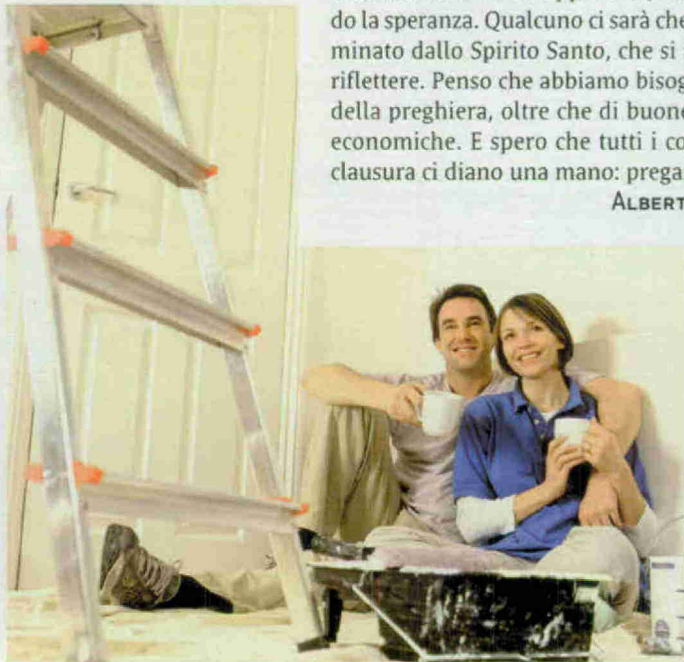 do la speranza. Qualcuno ci sarà che
minato dallo Spirito Santo, che si
riflettere. Penso che abbiamo bisog
della preghiera, oltre che di buone
economiche. E spero che tutti i co
clausura ci diano una mano: prega
ALBERT